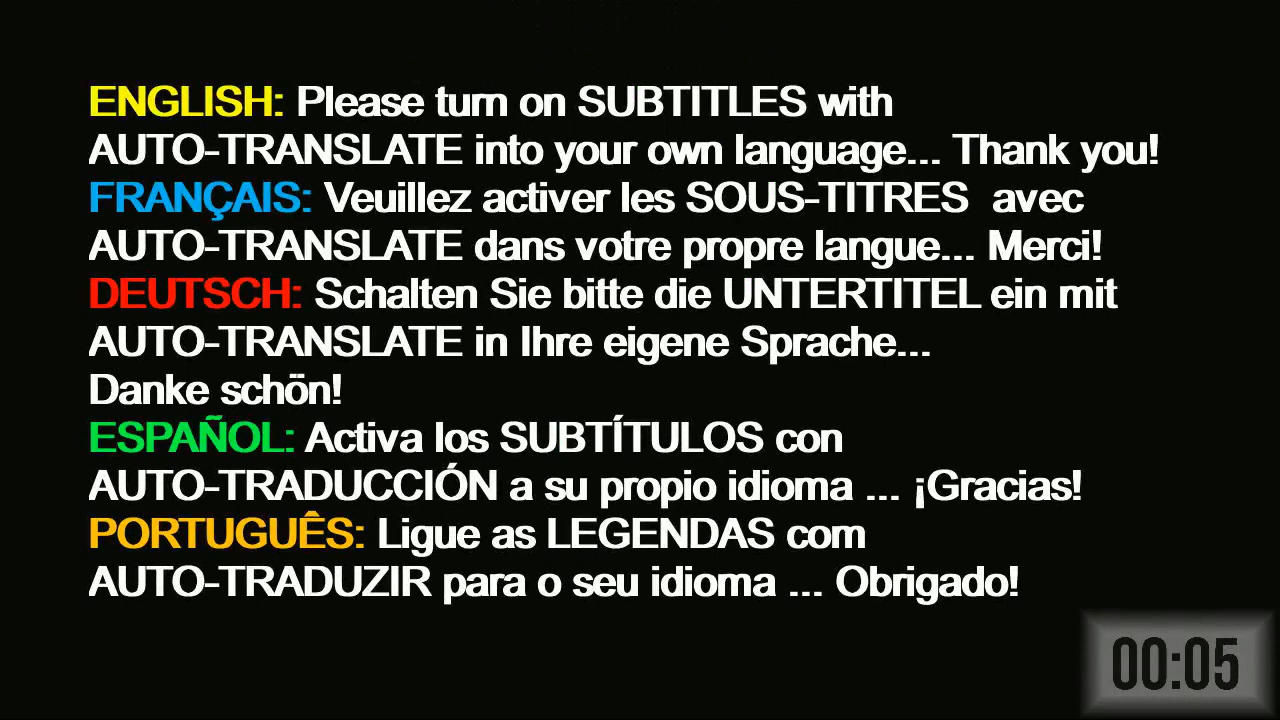 ENGLISH: Please turn on SUBTITLES with
AUTO-TRANSLATE into your own language... Thank you!
FRANÇAIS: Veuillez activer les SOUS-TITRES avec
AUTO-TRANSLATE dans votre propre langue... Merci!
DEUTSCH: Schalten Sie bitte die UNTERTITEL ein mit
AUTO-TRANSLATE in Ihre eigene Sprache...
Danke schön!
ESPAÑOL: Activa los SUBTÍTULOS con
AUTO-TRADUCCIÓN a su propio idioma ... ¡Gracias!
PORTUGUÊS: Ligue as LEGENDAS com
AUTO-TRADUZIR para o seu idioma ... Obrigado!
00:05